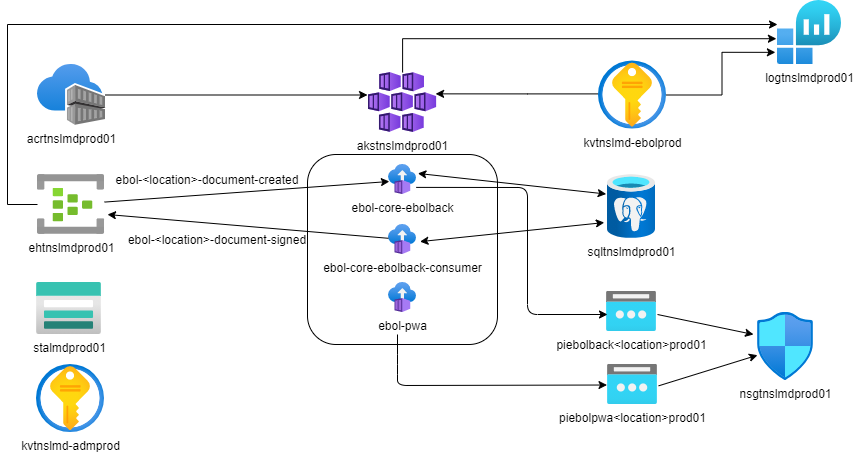 logtnslmdprod01
acrtnslmdprod01
akstnslmdprod01
kvtnslmd-ebolprod
ebol-<location>-document-created
ebol-core-ebolback
ehtnslmdprod01
ebol-<location>-document-signed
sqltnslmdprod01
ebol-core-ebolback-consumer
ebol-pwa
stalmdprod01
piebolback<location>prod01
nsgtnslmdprod01
piebolpwa<location>prod01
kvtnslmd-admprod